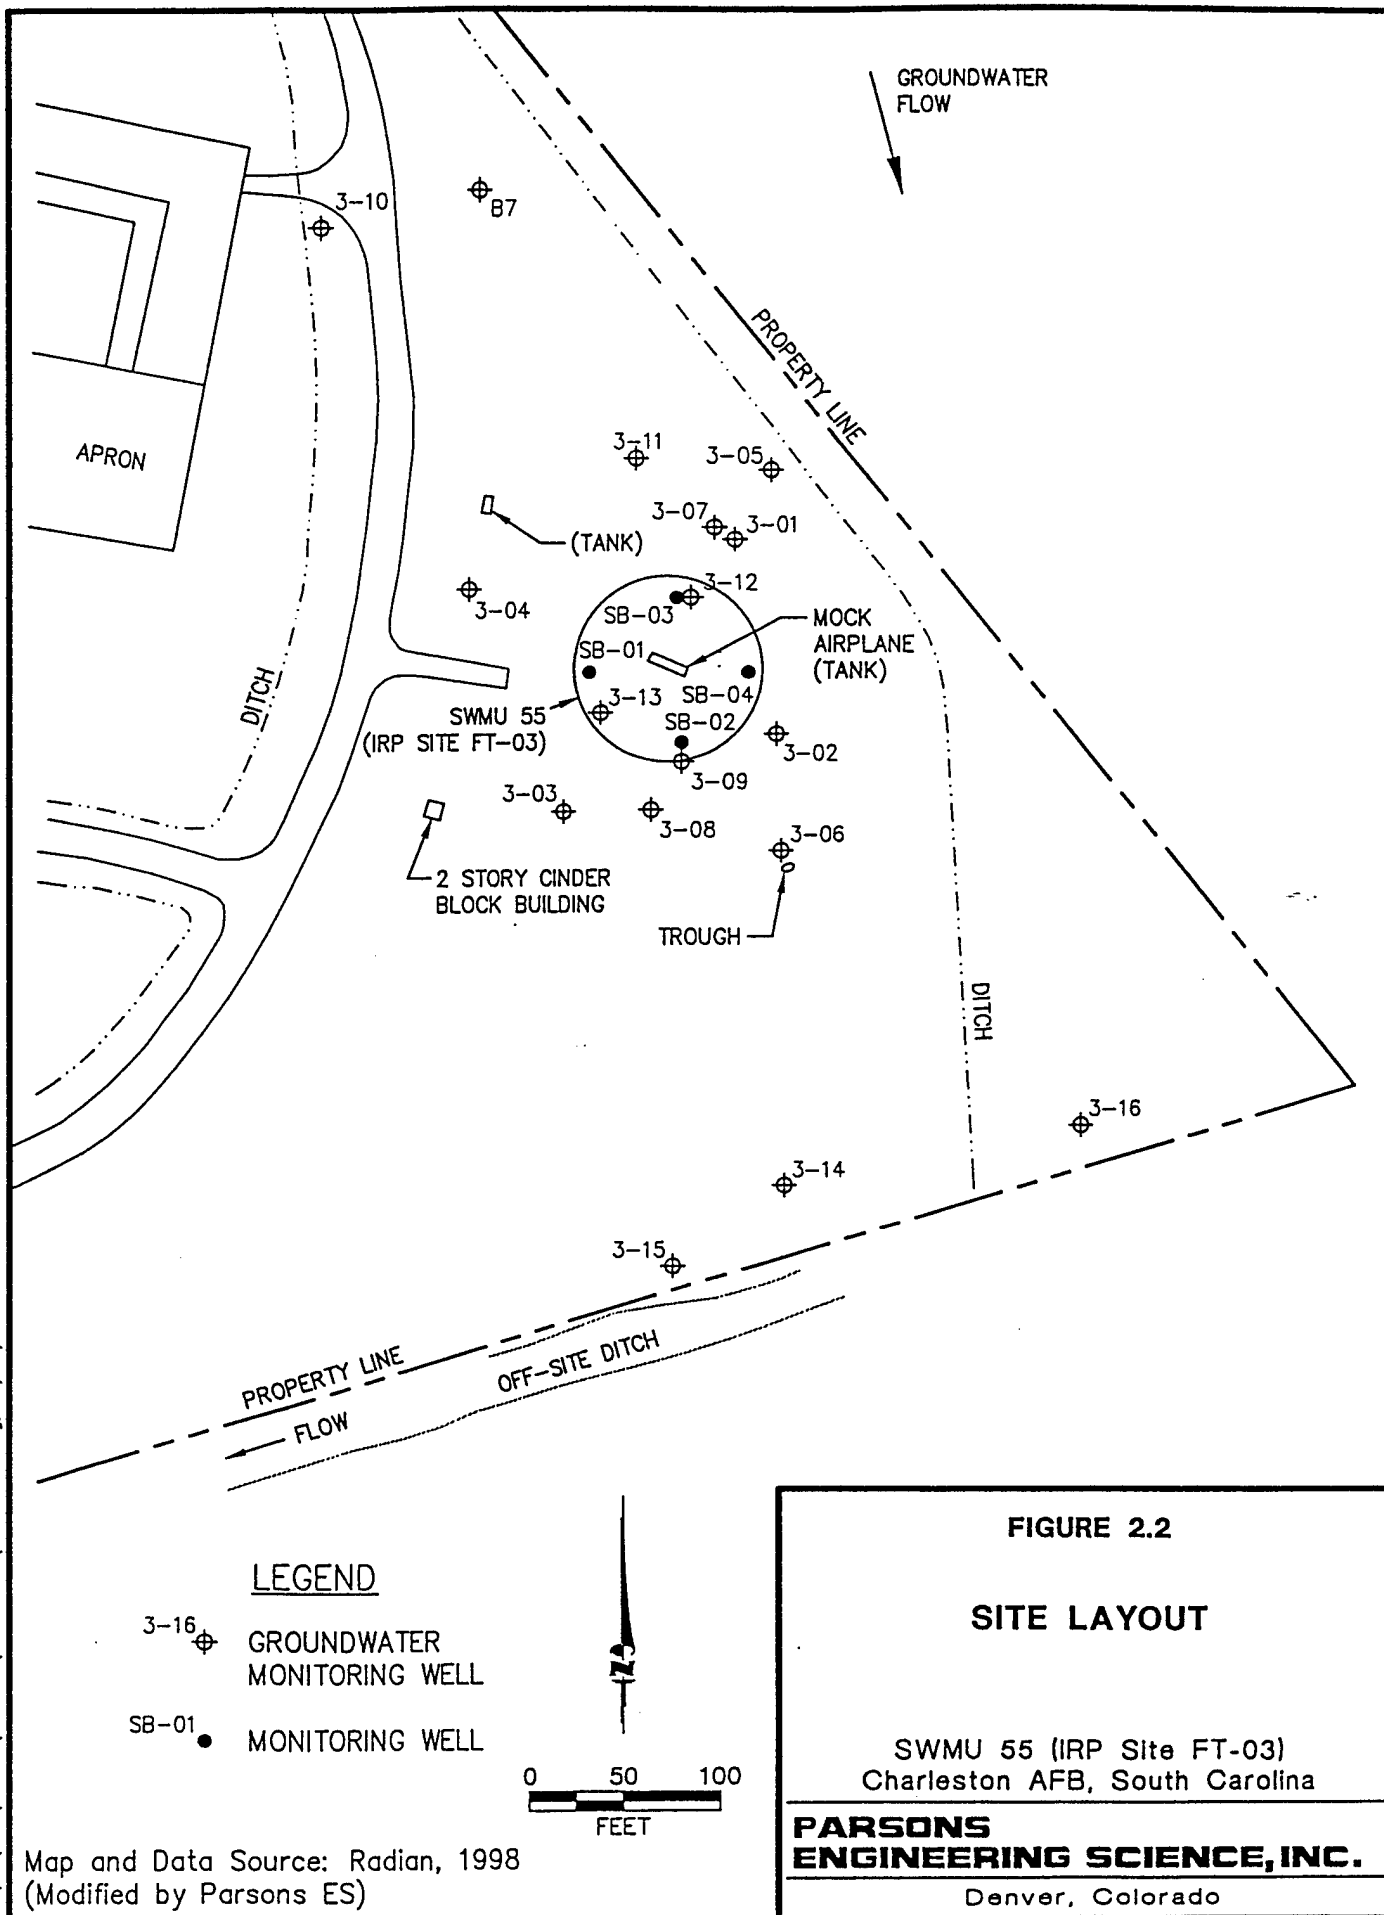 GROUNDWATER
FLOW
3-10
B7
PROPERTY LINE
APRON
3-11
3-05
3-07
3-01
(TANK)
3-12
3-04
SB-03
MOCK
AIRPLANE
(TANK)
SB-01
SB-04
DITCH
3-13
SWMU 55
(IRP SITE FT-03)
SB-02
3-02
3-09
3-03
3-08
3-06
2 STORY CINDER
BLOCK BUILDING
TROUGH
DITCH
3-16
3-14
3-15
PROPERTY LINE
OFF-SITE DITCH
FLOW
LEGEND
3-16
GROUNDWATER
MONITORING WELL
SB-01
MONITORING WELL
N
0 50 100
FEET
Map and Data Source: Radian, 1998
(Modified by Parsons ES)
FIGURE 2.2
SITE LAYOUT
SWMU 55 (IRP Site FT-03)
Charleston AFB, South Carolina
PARSONS
ENGINEERING SCIENCE, INC.
Denver, Colorado